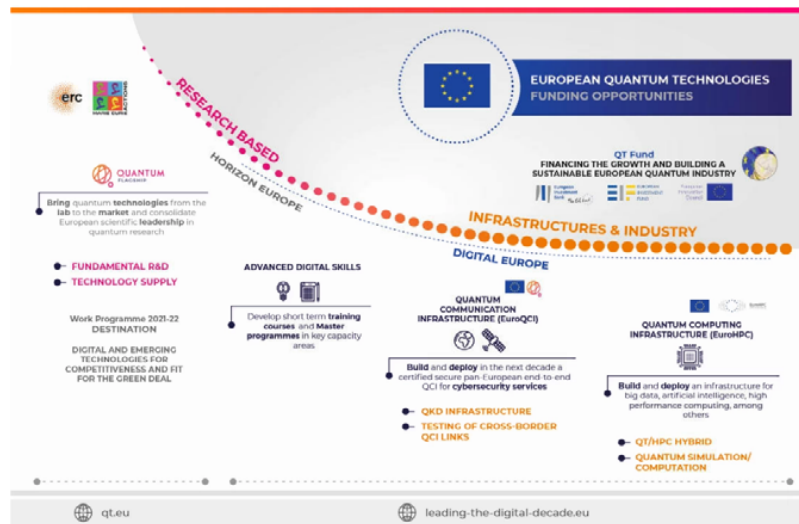 EUROPEAN QUANTUM TECHNOLOGIES
FUNDING OPPORTUNITIES
erc
ACTIONS
RESEARCH BASED
HORIZON EUROPE
QUANTUM
FLAGSHIP
Bring quantum technologies from the
lab to the market and consolidate
European scientific leadership in
quantum research
FUNDAMENTAL R&D
TECHNOLOGY SUPPLY
Work Programme 2021-22
DESTINATION
DIGITAL AND EMERGING
TECHNOLOGIES FOR
COMPETITIVENESS AND FIT
FOR THE GREEN DEAL
QT Fund
FINANCING THE GROWTH AND BUILDING A
SUSTAINABLE EUROPEAN QUANTUM INDUSTRY
European
Investment
Bank
INFRASTRUCTURES & INDUSTRY
DIGITAL EUROPE
ADVANCED DIGITAL SKILLS
Develop short term training
courses and Master
programmes in key capacity
areas
QUANTUM
COMMUNICATION
INFRASTRUCTURE (EuroQCI)
Build and deploy in the next decade
a certified secure pan-European end-to-end
QCI for cybersecurity services
QKD INFRASTRUCTURE
TESTING OF CROSS-BORDER
QCI LINKS
QUANTUM COMPUTING
INFRASTRUCTURE (EuroHPC)
Build and deploy an infrastructure for
big data, artificial intelligence, high
performance computing, among
others
QT/HPC HYBRID
QUANTUM SIMULATION/
COMPUTATION
qt.eu
leading-the-digital-decade.eu